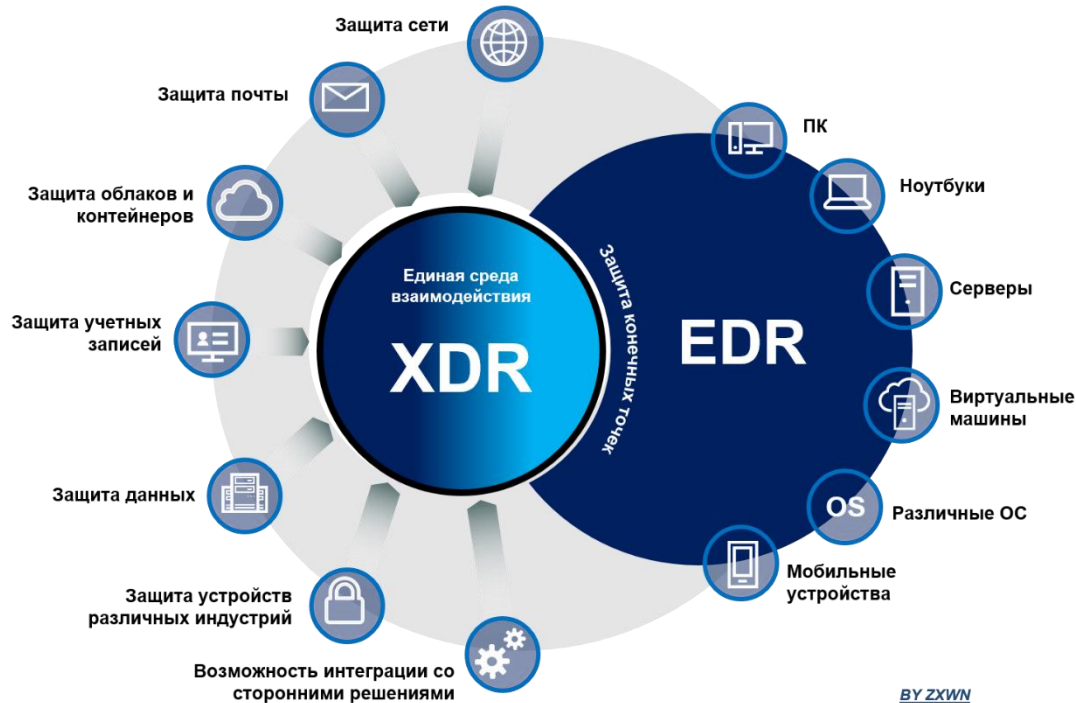 Защита сети
Защита почты
Защита облаков и
контейнеров
Защита учетных
записей
Защита данных
Защита устройств
различных индустрий
Возможность интеграции со
сторонними решениями
Единая среда
взаимодействия
XDR
Защита конечных точек
EDR
ПК
Ноутбуки
Серверы
Виртуальные
машины
OS
Различные ОС
Мобильные
устройства
BY ZXWN